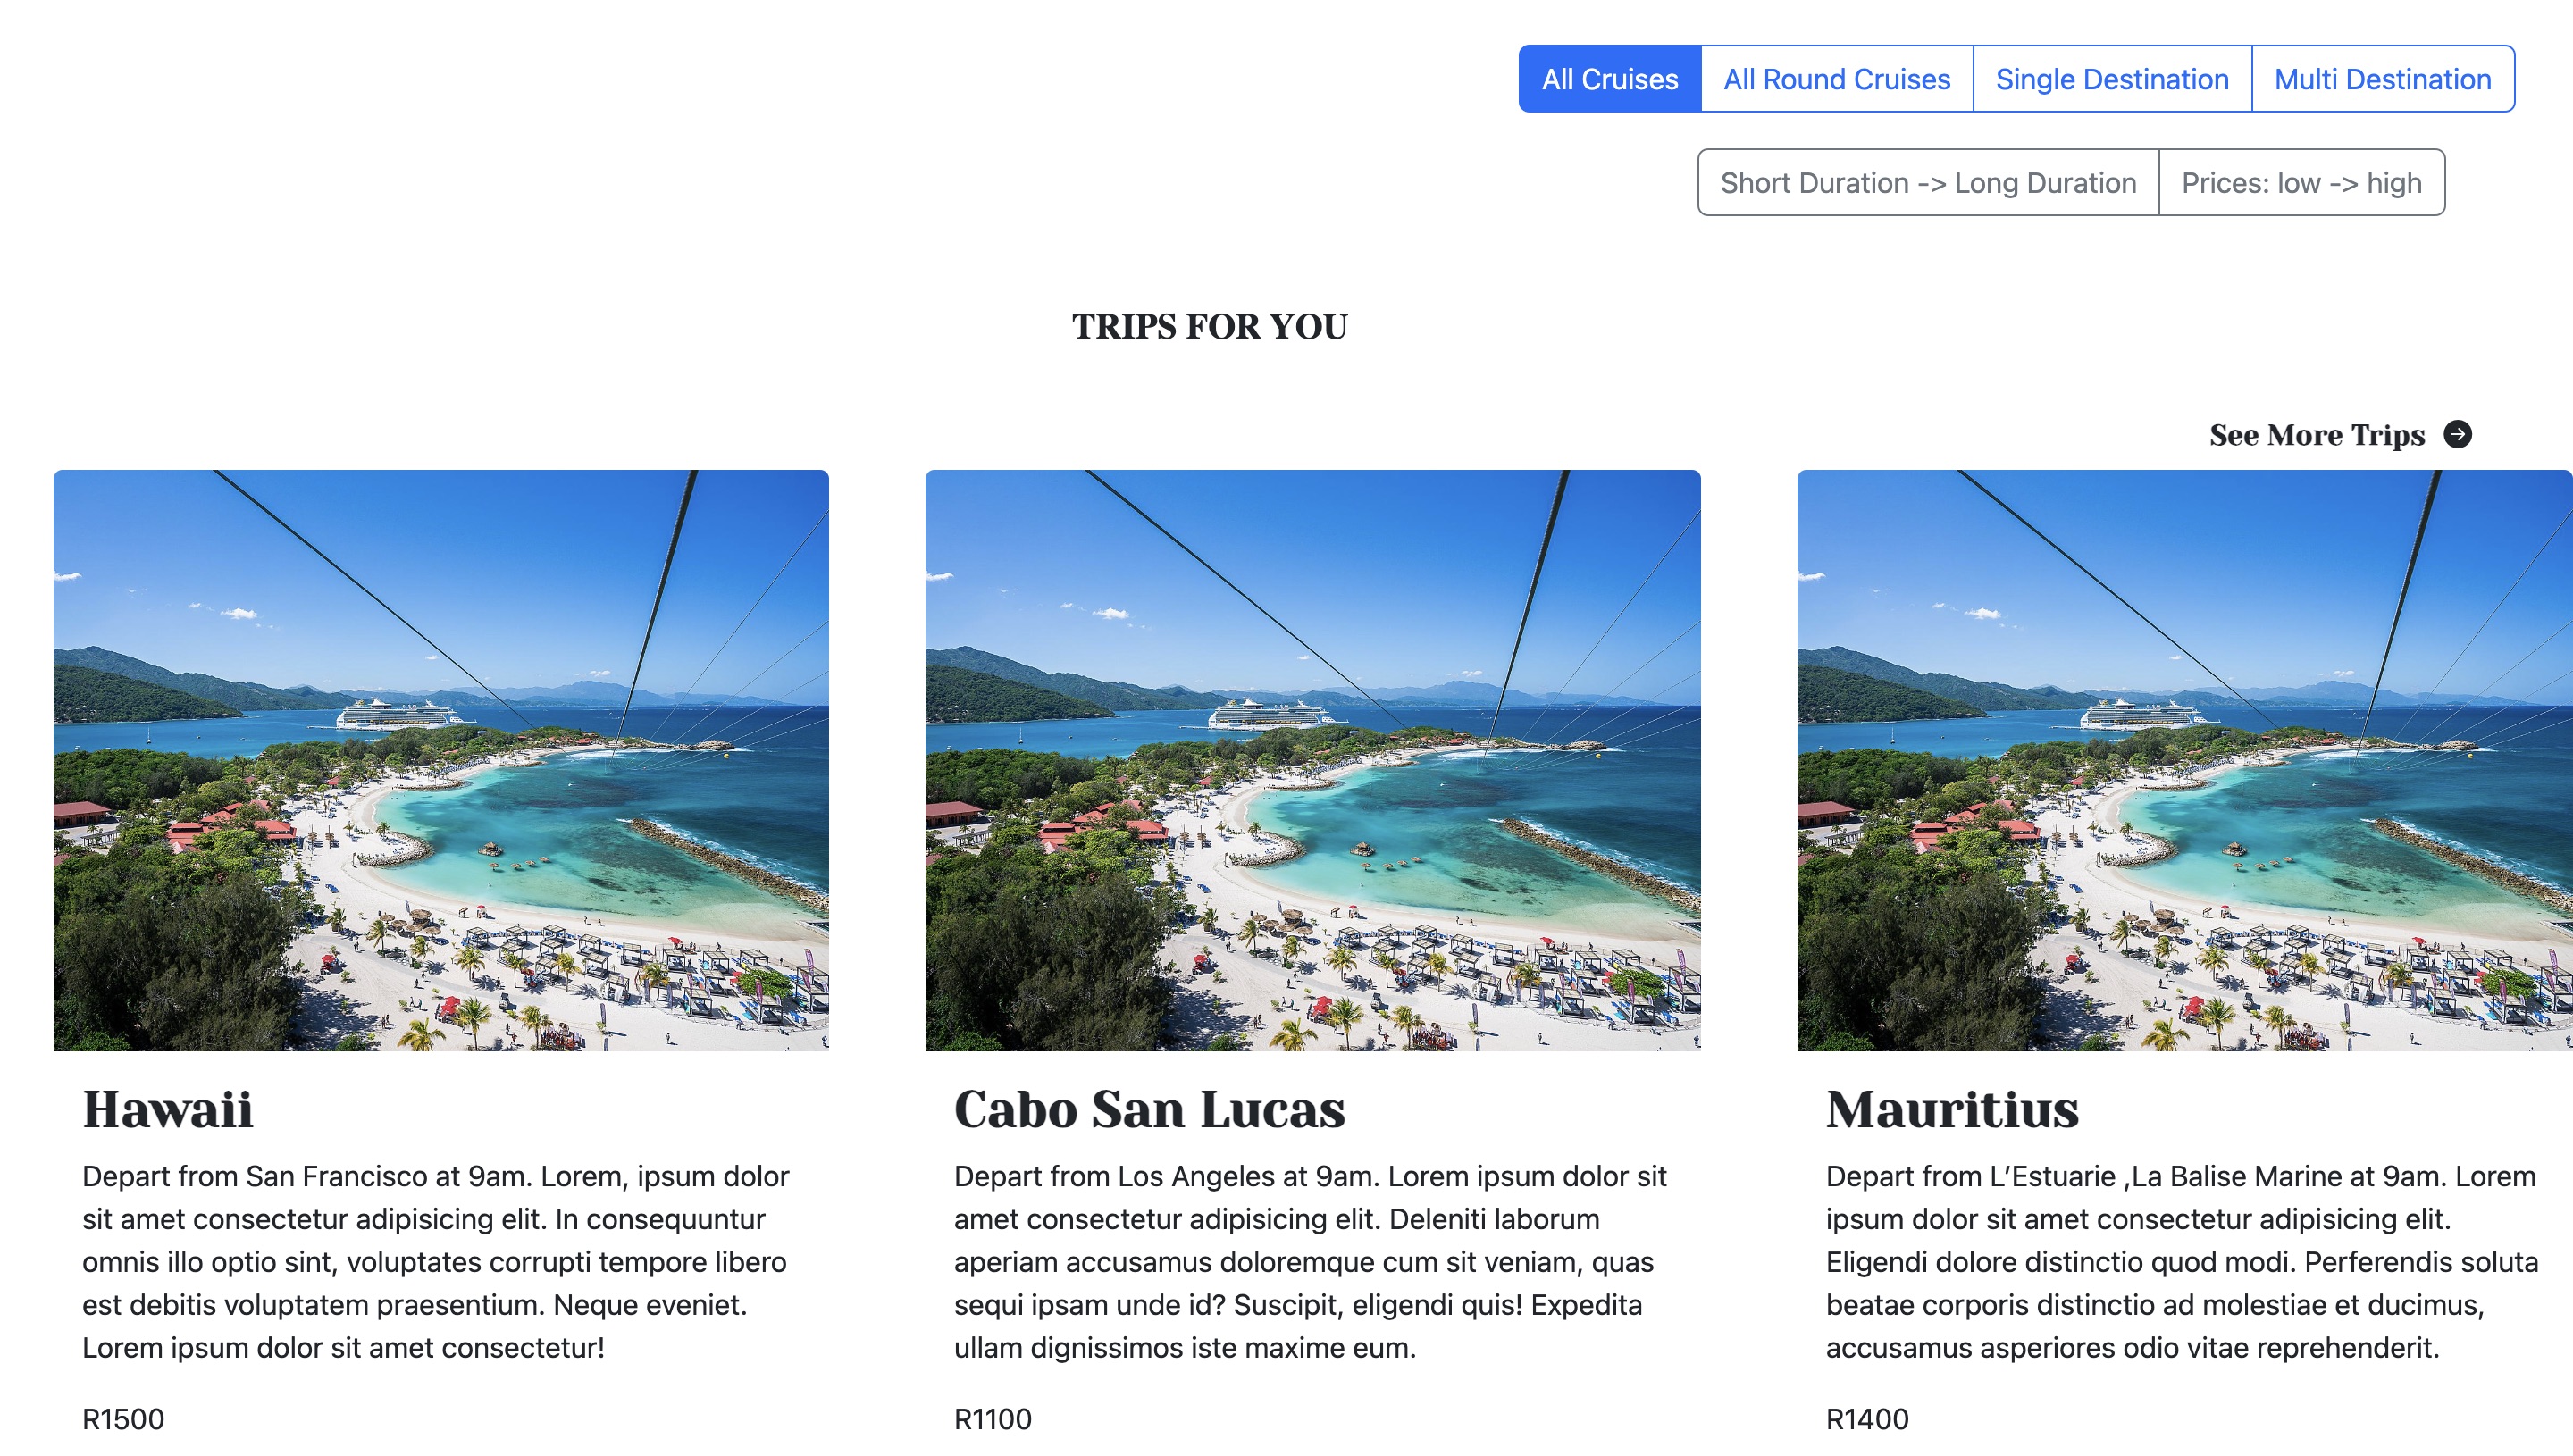 All Cruises All Round Cruises Single Destination Multi Destination
Short Duration -> Long Duration Prices: low -> high
TRIPS FOR YOU
See More Trips
Hawaii
Depart from San Francisco at 9am. Lorem, ipsum dolor
sit amet consectetur adipisicing elit. In consequuntur
omnis illo optio sint, voluptates corrupti tempore libero
est debitis voluptatem praesentium. Neque eveniet.
Lorem ipsum dolor sit amet consectetur!
R1500
Cabo San Lucas
Depart from Los Angeles at 9am. Lorem ipsum dolor sit
amet consectetur adipisicing elit. Deleniti laborum
aperiam accusamus doloremque cum sit veniam, quas
sequi ipsam unde id? Suscipit, eligendi quis! Expedita
ullam dignissimos iste maxime eum.
R1100
Mauritius
Depart from L’Estuarie ,La Balise Marine at 9am. Lorem
ipsum dolor sit amet consectetur adipisicing elit.
Eligendi dolore distinctio quod modi. Perferendis soluta
beatae corporis distinctio ad molestiae et ducimus,
accusamus asperiores odio vitae reprehenderit.
R1400